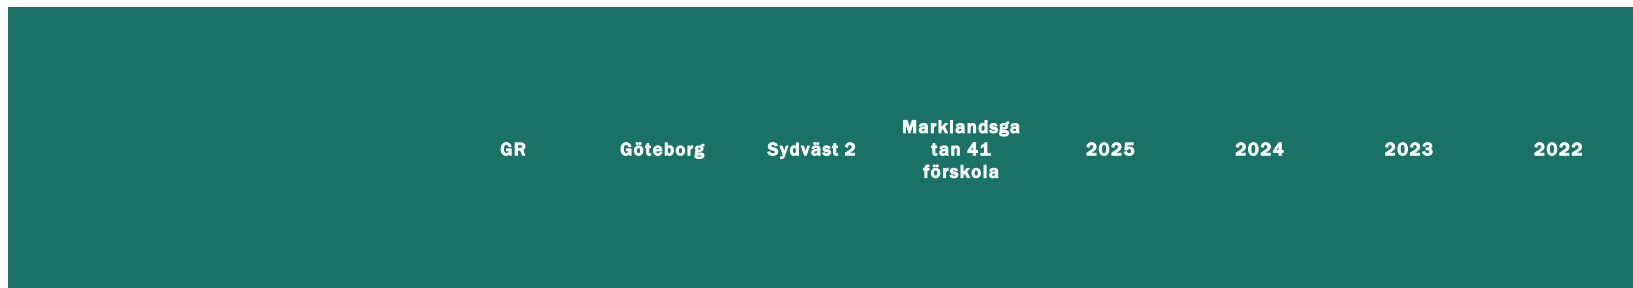 GR Göteborg Sydväst 2 Marklandsga
tan 41
förskola 2025 2024 2023 2022